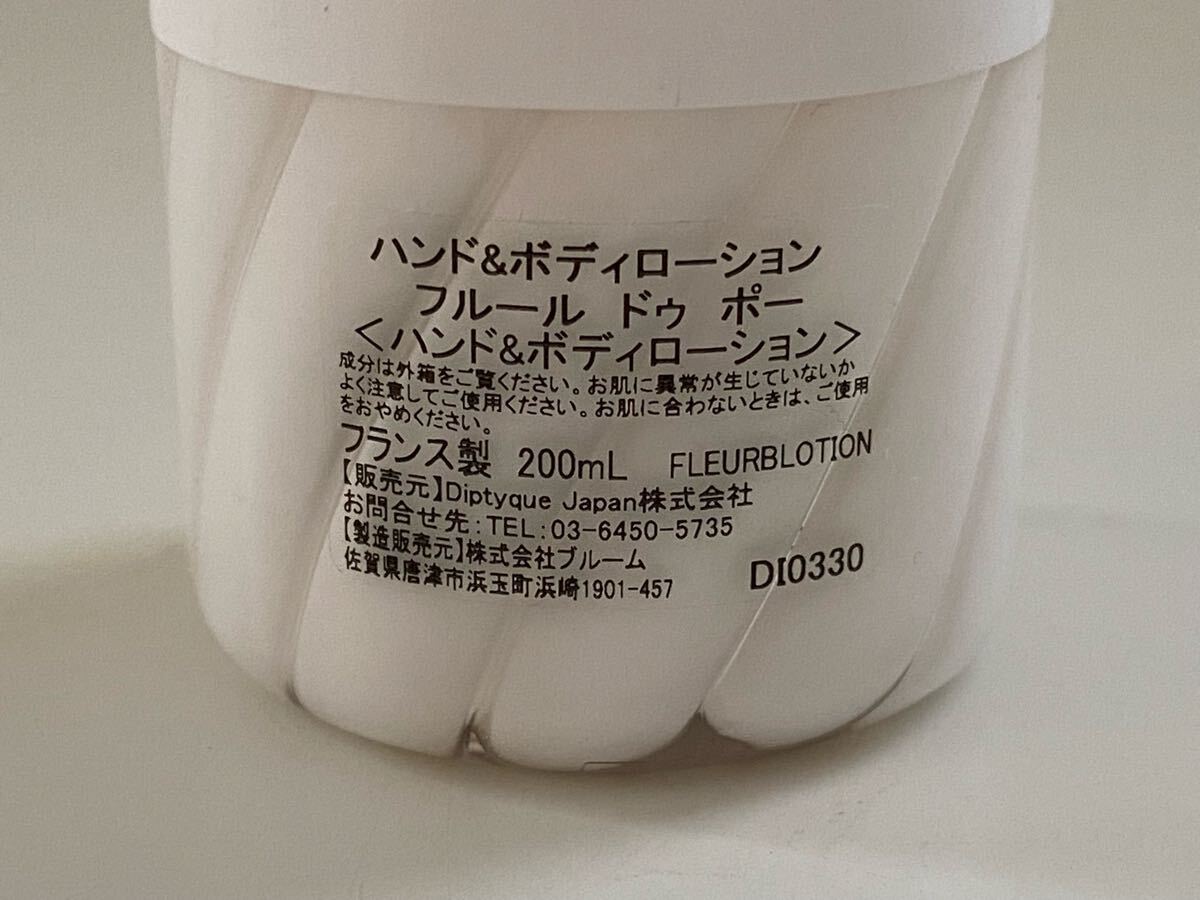 ハンド&ボディローション
フルール ドゥ ポー
<ハンド&ボディローション>
成分は外箱をご覧ください。お肌に異常が生じていないか
よく注意してご使用ください。お肌に合わないときは、ご使用
をおやめください。
フランス製 200mL FLEURBLOTION
【販売元】Diptyque Japan株式会社
お問合せ先:TEL:03-6450-5735
【製造販売元】株式会社ブルーム
佐賀県唐津市浜玉町浜崎1901-457 DI0330